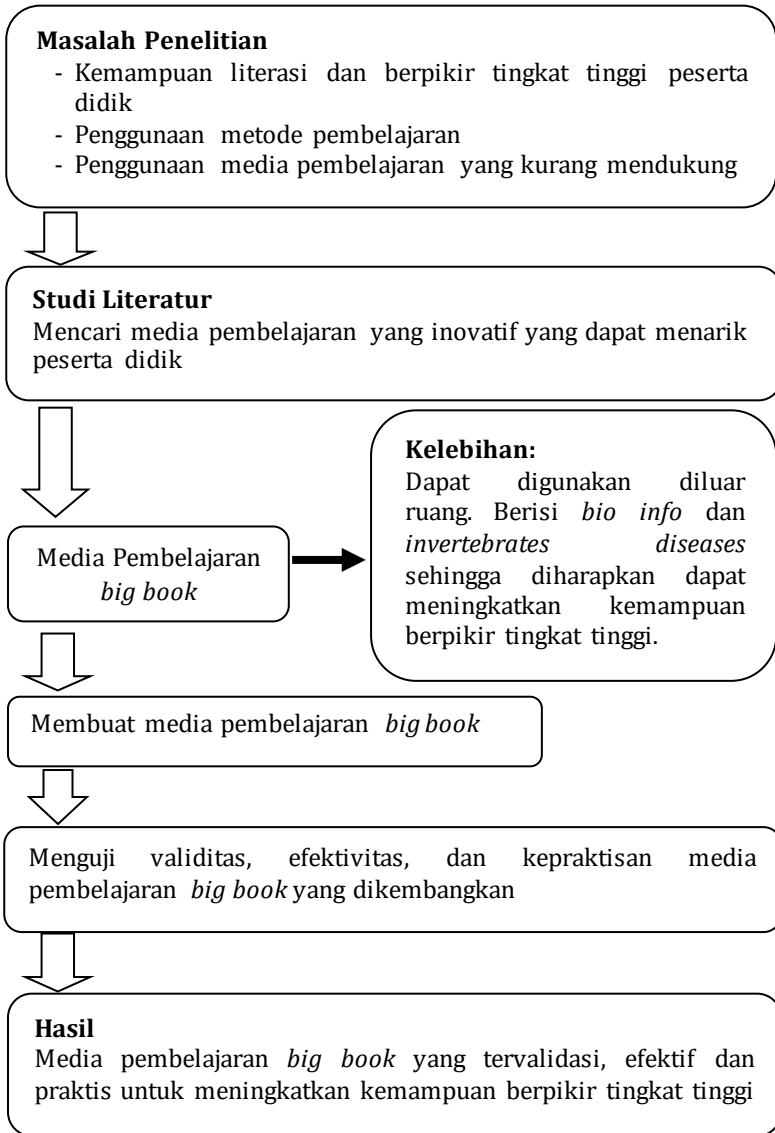 Masalah Penelitian
- Kemampuan literasi dan berpikir tingkat tinggi peserta
didik
- Penggunaan metode pembelajaran
- Penggunaan media pembelajaran yang kurang mendukung
Studi Literatur
Mencari media pembelajaran yang inovatif yang dapat menarik
peserta didik
Kelebihan:
Dapat digunakan diluar
ruang. Berisi bio info dan
invertebrates diseases
sehingga diharapkan dapat
meningkatkan kemampuan
berpikir tingkat tinggi.
Media Pembelajaran
big book
Membuat media pembelajaran big book
Menguji validitas, efektivitas, dan kepraktisan media
pembelajaran big book yang dikembangkan
Hasil
Media pembelajaran big book yang tervalidasi, efektif dan
praktis untuk meningkatkan kemampuan berpikir tingkat tinggi